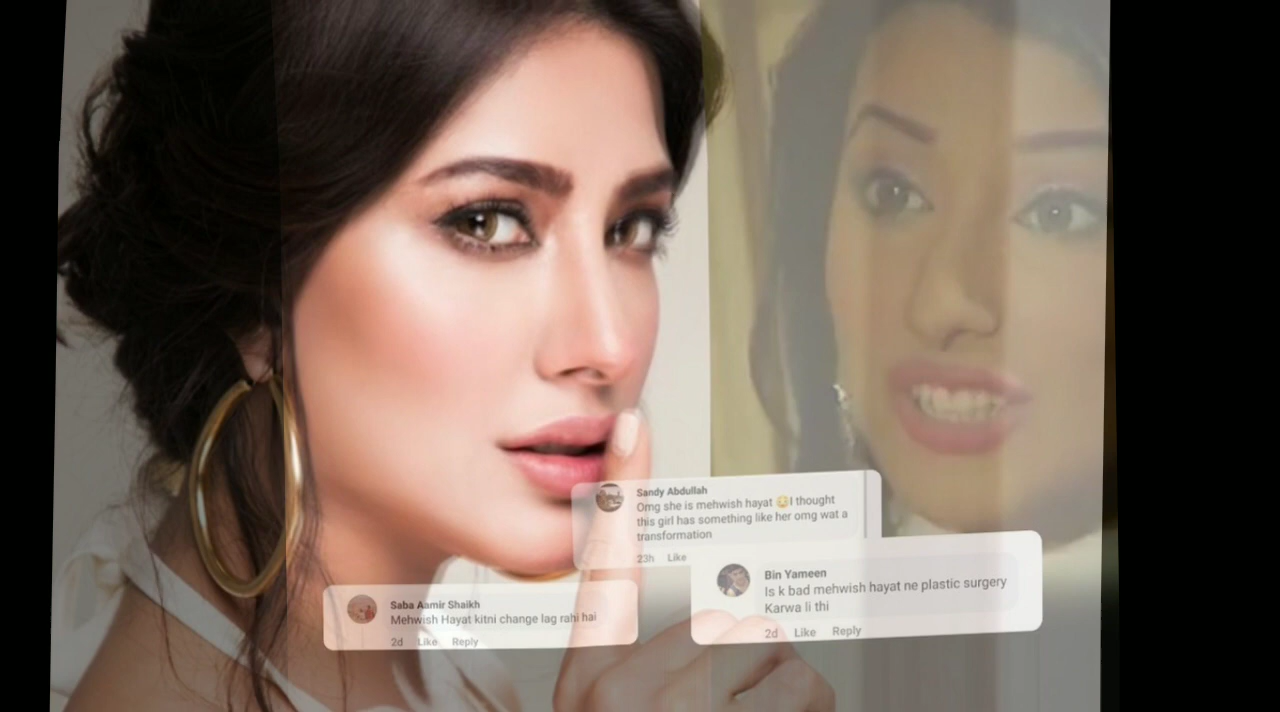 Sandy Abdullah
Omg she is mehwish hayat 😳I thought
this girl has something like her omg wat a
transformation
23h Like
Bin Yameen
Is k bad mehwish hayat ne plastic surgery
Karwa li thi
2d Like Reply
Saba Aamir Shaikh
Mehwish Hayat kitni change lag rahi hai
2d Like Reply